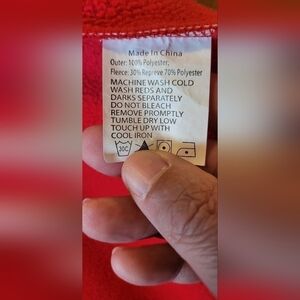 Made In China
Outer: 100% Polyester;
Fleece: 30% Repreve 70% Polyester
MACHINE WASH COLD
WASH REDS AND
DARKS SEPARATELY
DO NOT BLEACH
REMOVE PROMPTLY
TUMBLE DRY LOW
TOUCH UP WITH
COOL IRON
30C